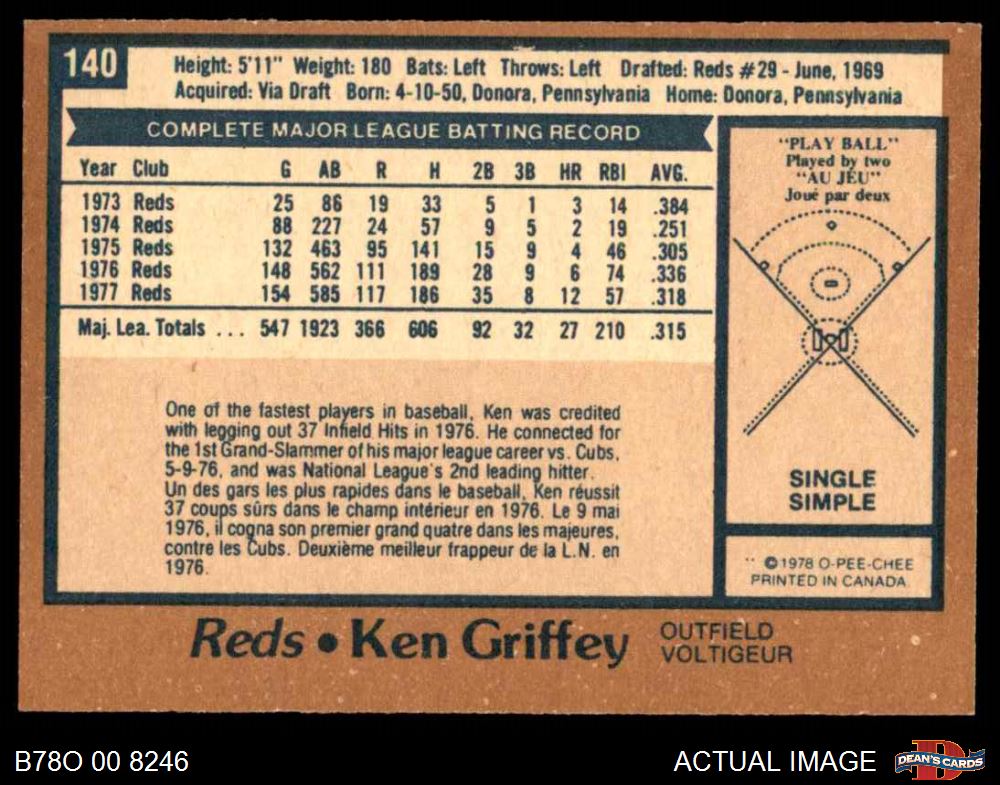 140
Height: 5'11" Weight: 180 Bats: Left Throws: Left Drafted: Reds #29 - June, 1969
Acquired: Via Draft Born: 4-10-50, Donora, Pennsylvania Home: Donora, Pennsylvania
COMPLETE MAJOR LEAGUE BATTING RECORD
Year Club G AB R H 2B 3B HR RBI AVG.
1973 Reds 25 86 19 33 5 1 3 14 .384
1974 Reds 88 227 24 57 9 5 2 19 .251
1975 Reds 132 463 95 141 15 9 4 46 .305
1976 Reds 148 562 111 189 28 9 6 74 .336
1977 Reds 154 585 117 186 35 8 12 57 .318
Maj. Lea. Totals ... 547 1923 366 606 92 32 27 210 .315
One of the fastest players in baseball, Ken was credited
with legging out 37 Infield Hits in 1976. He connected for
the 1st Grand-Slammer of his major league career vs. Cubs,
5-9-76, and was National League's 2nd leading hitter.
Un des gars les plus rapides dans le baseball, Ken réussit
37 coups sûrs dans le champ intérieur en 1976. Le 9 mai
1976, il cogna son premier grand quatre dans les majeures,
contre les Cubs. Deuxième meilleur frappeur de la L.N. en
1976.
"PLAY BALL"
Played by two
"AU JEU"
Joué par deux
SINGLE
SIMPLE
©1978 O-PEE-CHEE
PRINTED IN CANADA
Reds • Ken Griffey
OUTFIELD
VOLTIGEUR
B78O 00 8246
ACTUAL IMAGE
DEAN'S CARDS